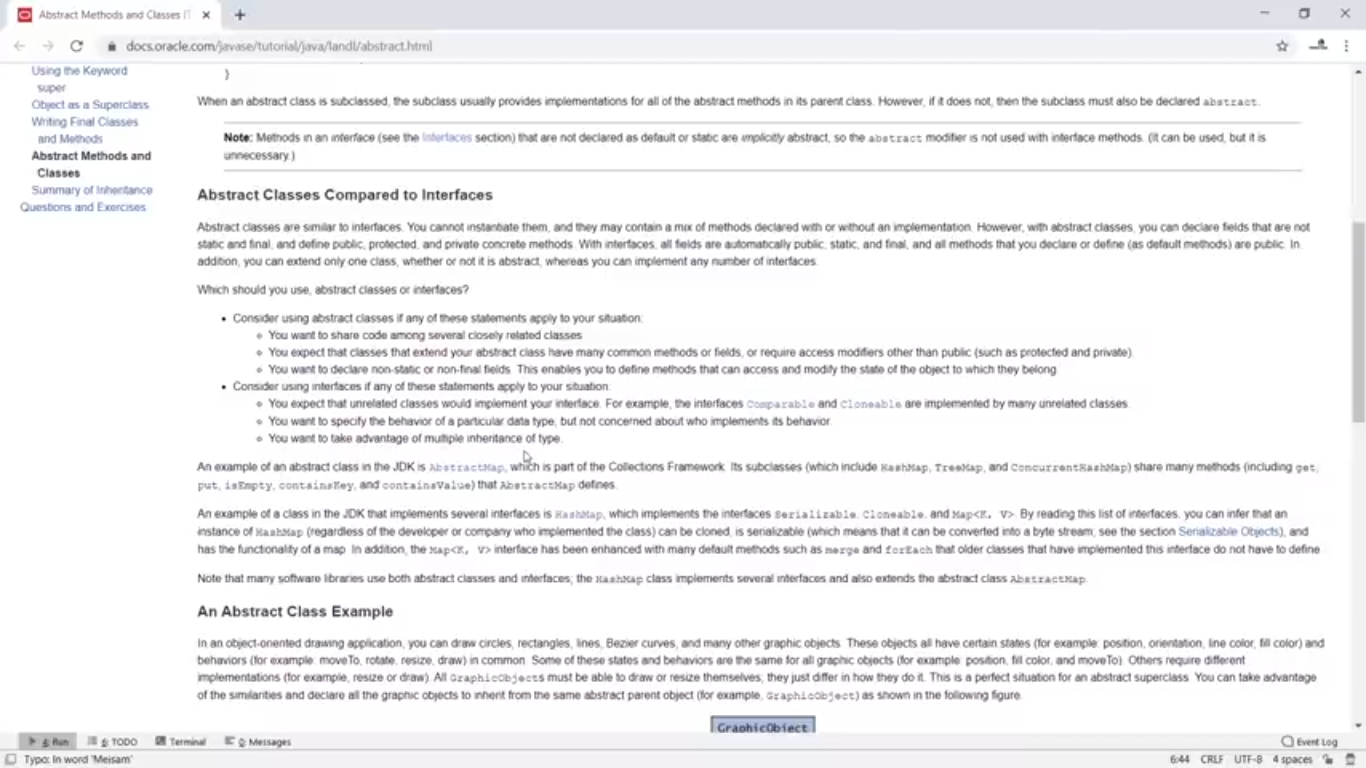 Abstract Methods and Classes (T
docs.oracle.com/javase/tutorial/java/IandI/abstract.html
Using the Keyword
super
Object as a Superclass
Writing Final Classes
and Methods
Abstract Methods and
Classes
Summary of Inheritance
Questions and Exercises
}
When an abstract class is subclassed, the subclass usually provides implementations for all of the abstract methods in its parent class. However, if it does not, then the subclass must also be declared abstract.
Note: Methods in an interface (see the Interfaces section) that are not declared as default or static are implicitly abstract, so the abstract modifier is not used with interface methods. (It can be used, but it is
unnecessary.)
Abstract Classes Compared to Interfaces
Abstract classes are similar to interfaces. You cannot instantiate them, and they may contain a mix of methods declared with or without an implementation. However, with abstract classes, you can declare fields that are not
static and final, and define public, protected, and private concrete methods. With interfaces, all fields are automatically public, static, and final, and all methods that you declare or define (as default methods) are public. In
addition, you can extend only one class, whether or not it is abstract, whereas you can implement any number of interfaces.
Which should you use, abstract classes or interfaces?
• Consider using abstract classes if any of these statements apply to your situation:
◦ You want to share code among several closely related classes.
◦ You expect that classes that extend your abstract class have many common methods or fields, or require access modifiers other than public (such as protected and private).
◦ You want to declare non-static or non-final fields. This enables you to define methods that can access and modify the state of the object to which they belong.
• Consider using interfaces if any of these statements apply to your situation:
◦ You expect that unrelated classes would implement your interface. For example, the interfaces Comparable and Cloneable are implemented by many unrelated classes.
◦ You want to specify the behavior of a particular data type, but not concerned about who implements its behavior.
◦ You want to take advantage of multiple inheritance of type.
An example of an abstract class in the JDK is AbstractMap, which is part of the Collections Framework. Its subclasses (which include HashMap, TreeMap, and ConcurrentHashMap) share many methods (including get,
put, isEmpty, containsKey, and containsValue) that AbstractMap defines.
An example of a class in the JDK that implements several interfaces is HashMap, which implements the interfaces Serializable, Cloneable, and Map<K, V>. By reading this list of interfaces, you can infer that an
instance of HashMap (regardless of the developer or company who implemented the class) can be cloned, is serializable (which means that it can be converted into a byte stream; see the section Serializable Objects), and
has the functionality of a map. In addition, the Map<K, V> interface has been enhanced with many default methods such as merge and forEach that older classes that have implemented this interface do not have to define.
Note that many software libraries use both abstract classes and interfaces; the HashMap class implements several interfaces and also extends the abstract class AbstractMap.
An Abstract Class Example
In an object-oriented drawing application, you can draw circles, rectangles, lines, Bezier curves, and many other graphic objects. These objects all have certain states (for example: position, orientation, line color, fill color) and
behaviors (for example: moveTo, rotate, resize, draw) in common. Some of these states and behaviors are the same for all graphic objects (for example: position, fill color, and moveTo). Others require different
implementations (for example, resize or draw). All GraphicObjects must be able to draw or resize themselves; they just differ in how they do it. This is a perfect situation for an abstract superclass. You can take advantage
of the similarities and declare all the graphic objects to inherit from the same abstract parent object (for example, GraphicObject) as shown in the following figure.
GraphicObject
4: Run 6: TODO Terminal 0: Messages Event Log
Typo: In word 'Meisam' 6:44 CRLF UTF-8 4 spaces